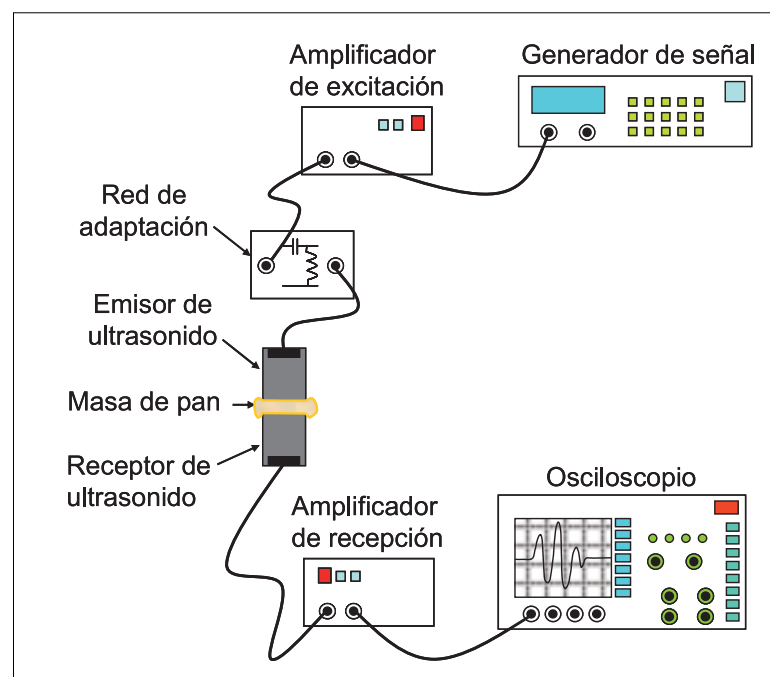 Amplificador
de excitación
Generador de señal
Red de
adaptación
Emisor de
ultrasonido
Masa de pan
Receptor de
ultrasonido
Amplificador
de recepción
Osciloscopio